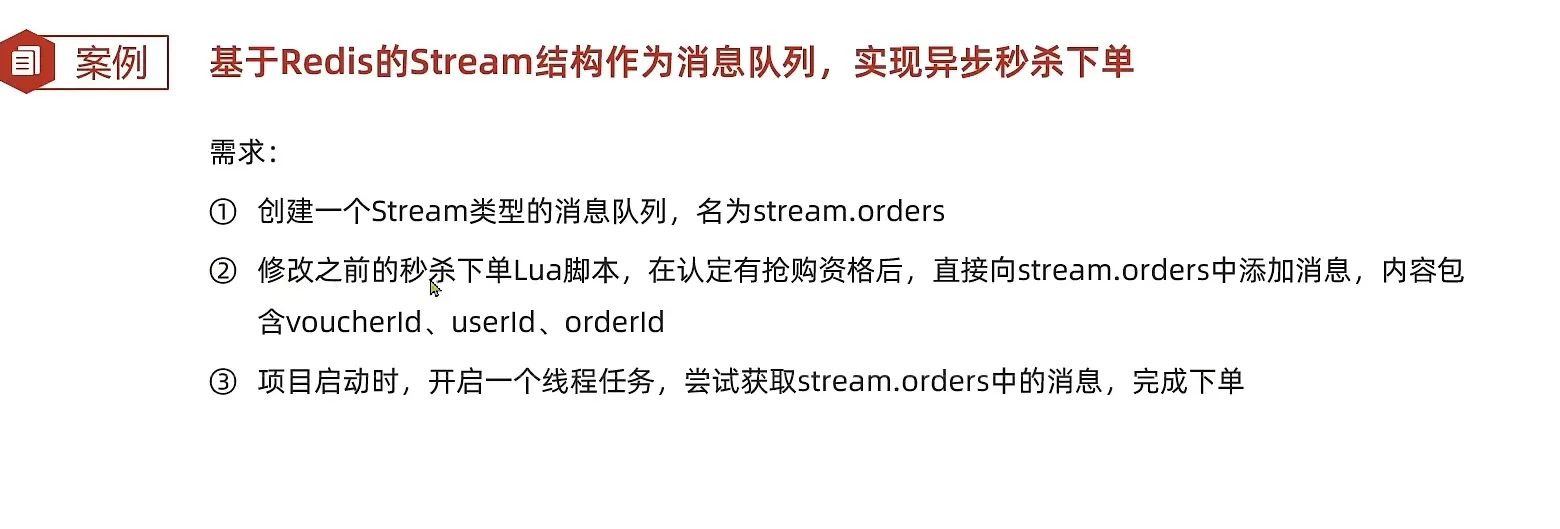 案例
基于Redis的Stream结构作为消息队列，实现异步秒杀下单
需求：
① 创建一个Stream类型的消息队列，名为stream.orders
② 修改之前的秒杀下单Lua脚本，在认定有抢购资格后，直接向stream.orders中添加消息，内容包
含voucherId、userId、orderId
③ 项目启动时，开启一个线程任务，尝试获取stream.orders中的消息，完成下单